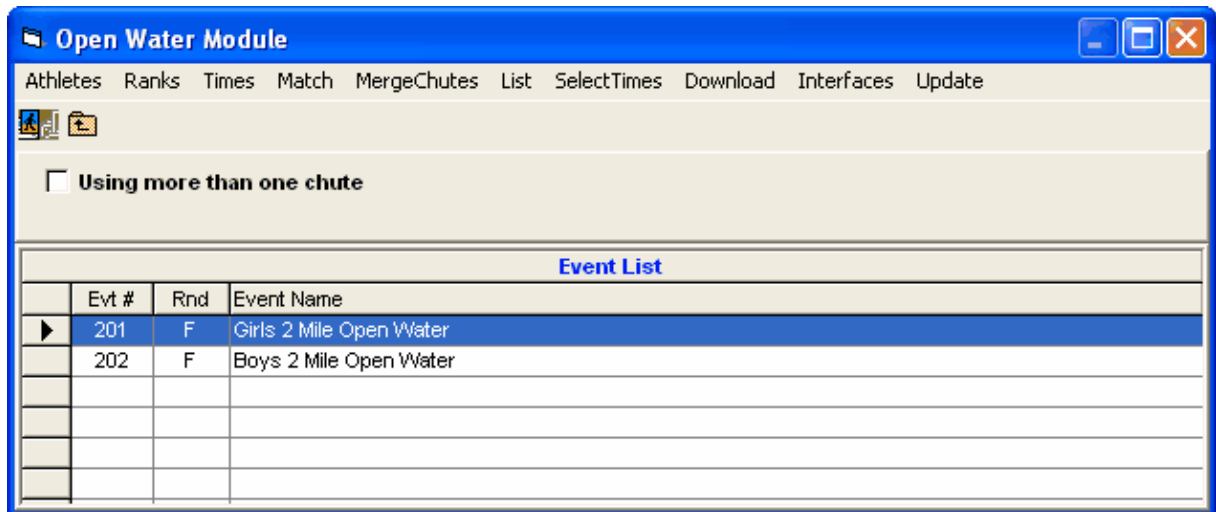 Open Water Module
Athletes Ranks Times Match MergeChutes List SelectTimes Download Interfaces Update
Using more than one chute
Event List
Evt # Rnd Event Name
201 F Girls 2 Mile Open Water
202 F Boys 2 Mile Open Water